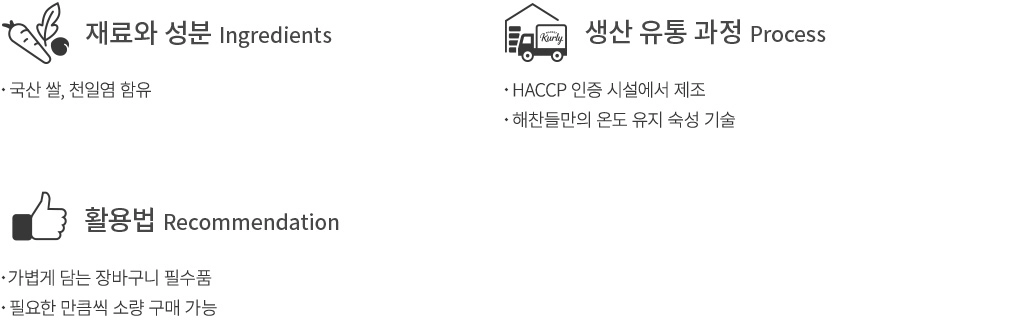 재료와 성분 Ingredients
· 국산 쌀, 천일염 함유
Kurly
생산 유통 과정 Process
· HACCP 인증 시설에서 제조
· 해찬들만의 온도 유지 숙성 기술
활용법 Recommendation
· 가볍게 담는 장바구니 필수품
· 필요한 만큼씩 소량 구매 가능